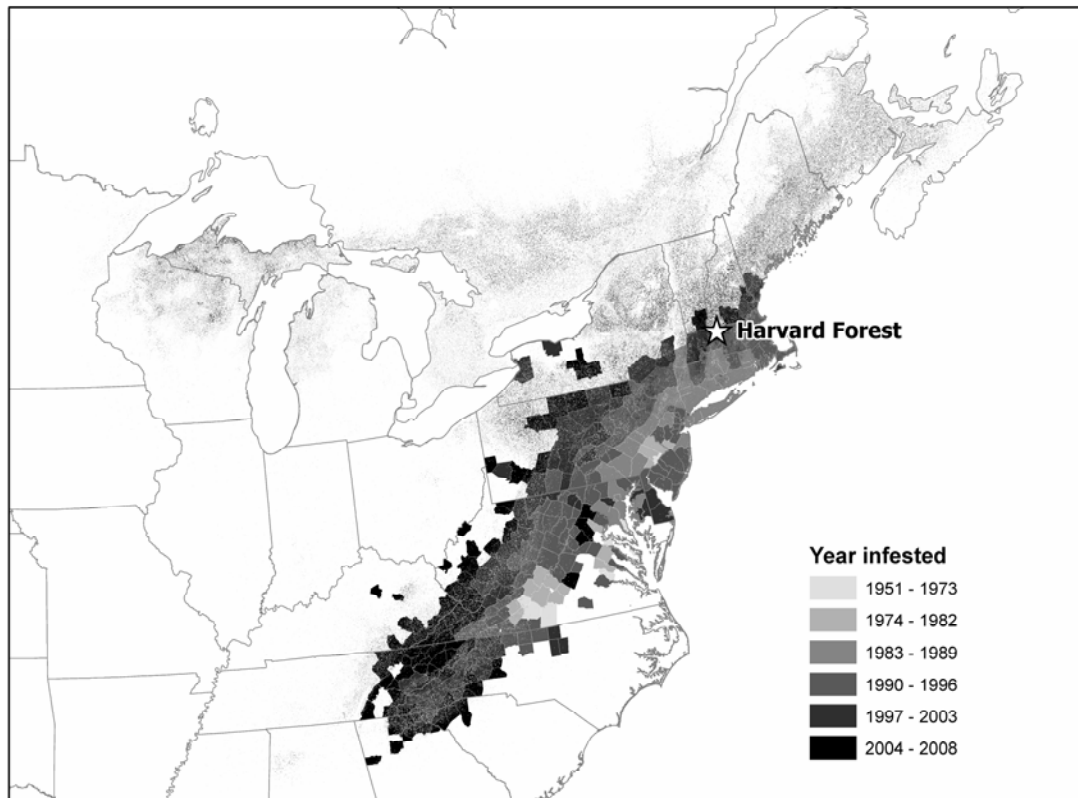 Harvard Forest
Year infested
1951 - 1973
1974 - 1982
1983 - 1989
1990 - 1996
1997 - 2003
2004 - 2008